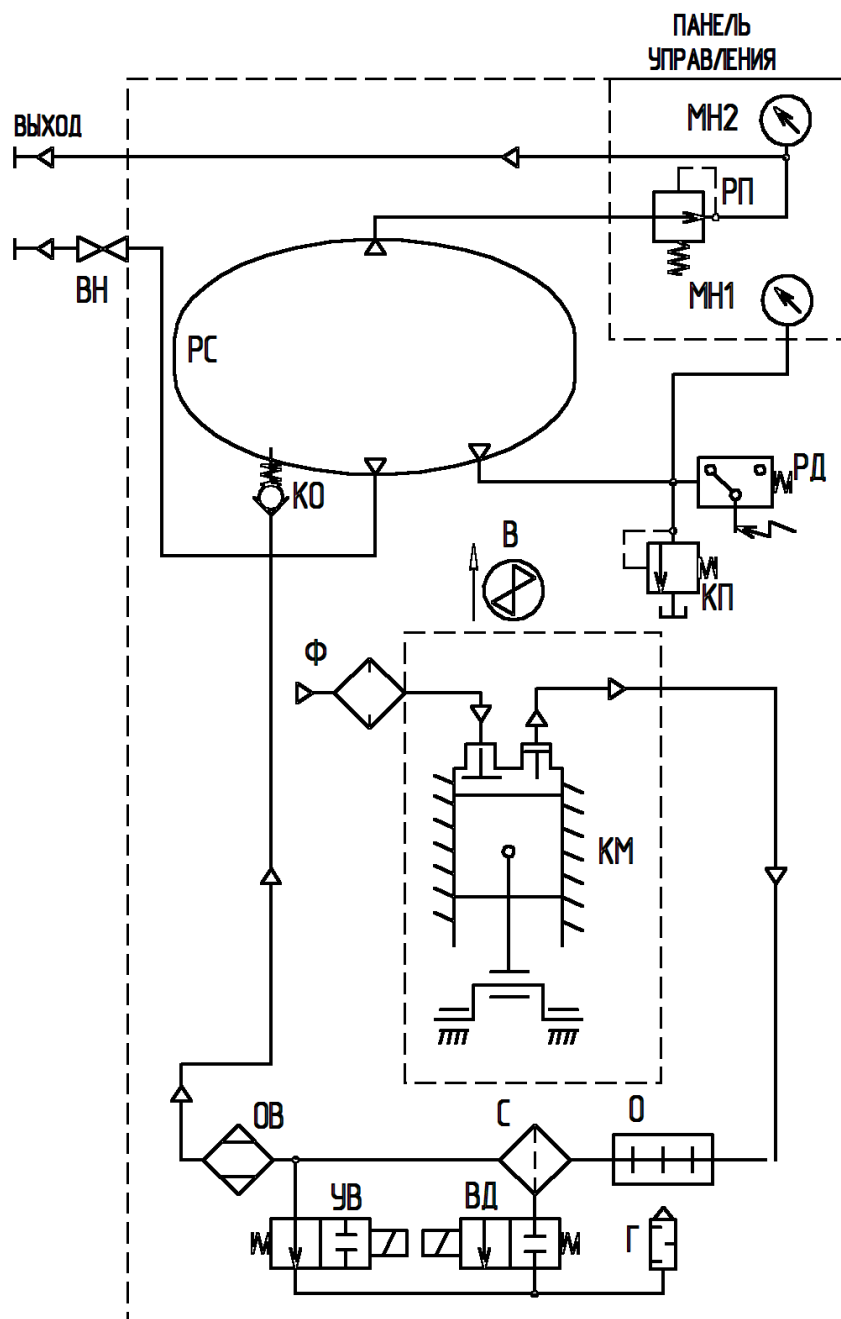 ПАНЕЛЬ
УПРАВЛЕНИЯ
МН2
ВЫХОД
РП
ВН
МН1
РС
РД
КО
В
КП
Ф
КМ
ОВ
С
О
УВ
ВД
Г